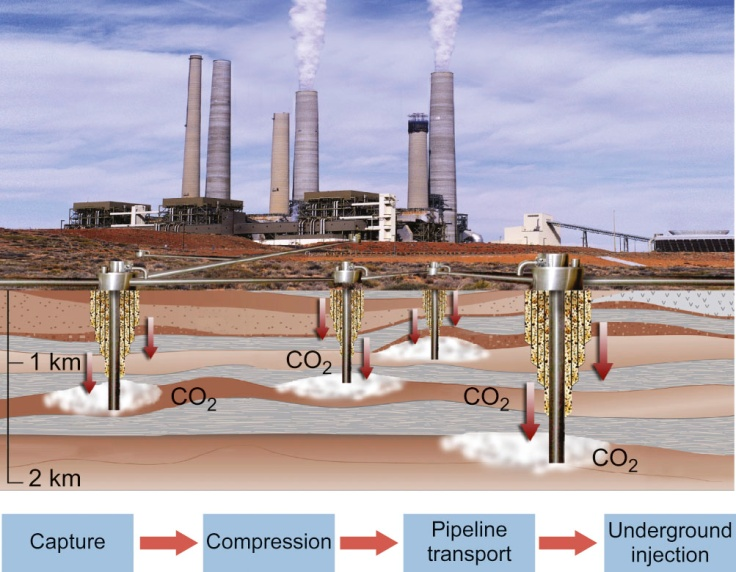 1 km
CO2
CO2
CO2
CO2
2 km
Capture
Compression
Pipeline
transport
Underground
injection